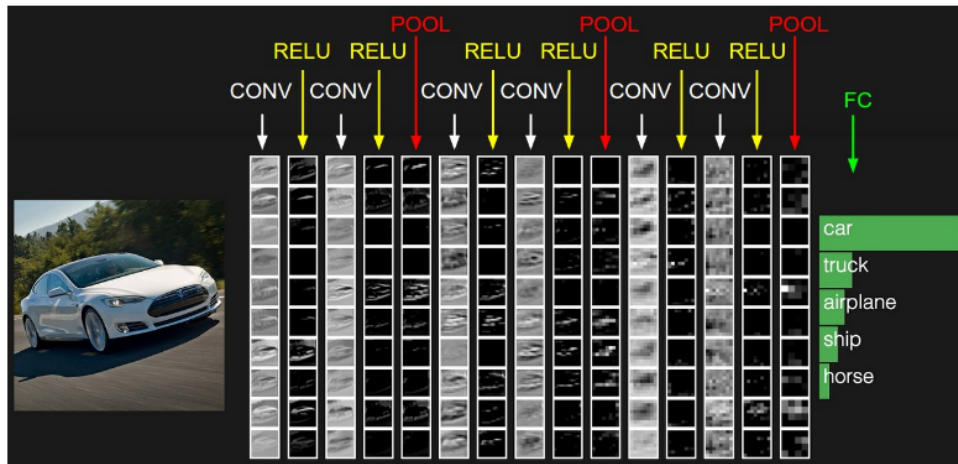 POOL POOL POOL
RELU RELU RELU RELU RELU RELU
CONV CONV CONV CONV CONV CONV
FC
car
truck
airplane
ship
horse